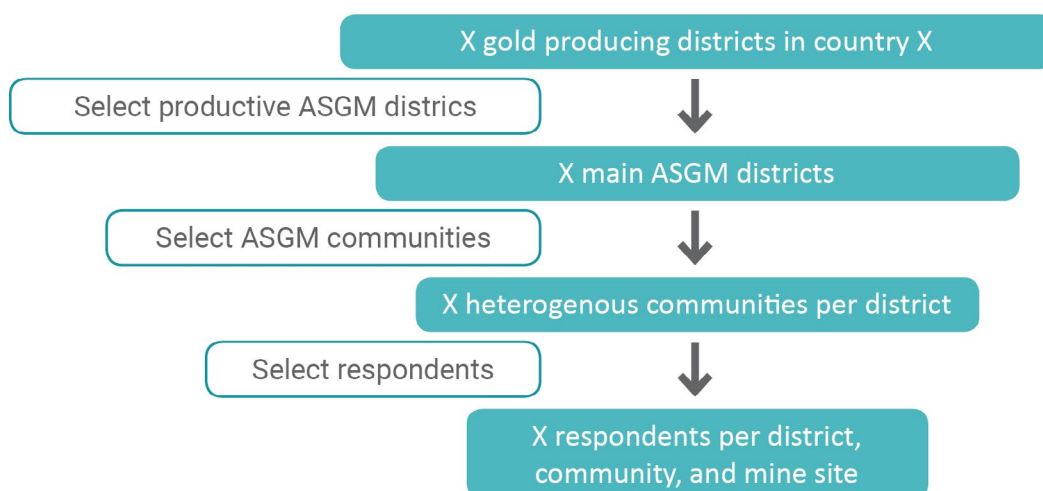 X gold producing districts in country X
Select productive ASGM districs
X main ASGM districts
Select ASGM communities
X heterogenous communities per district
Select respondents
X respondents per district,
community, and mine site